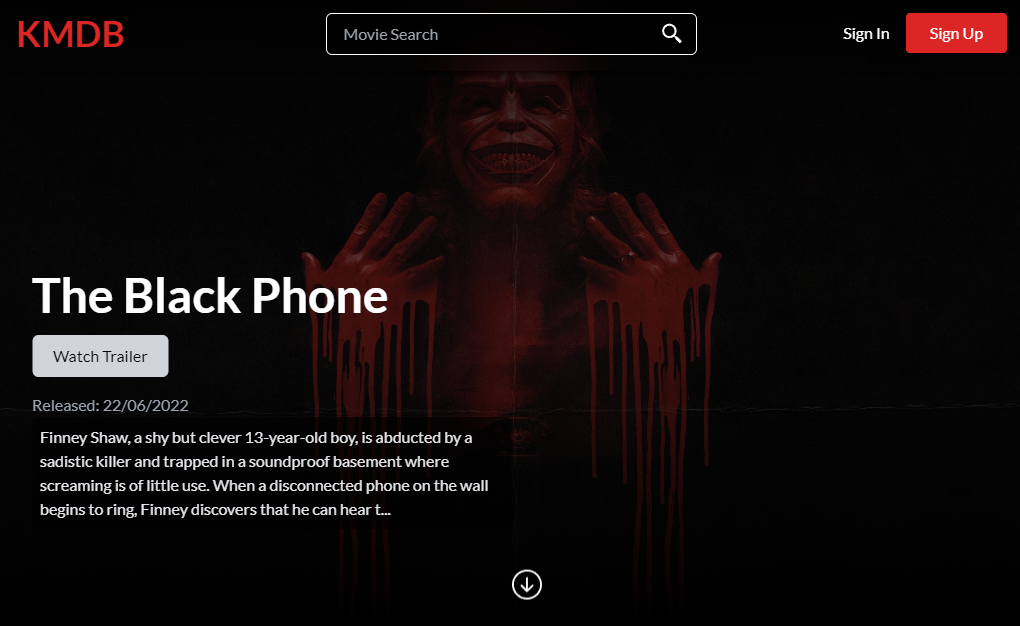 KMDB
Movie Search
Sign In
Sign Up
The Black Phone
Watch Trailer
Released: 22/06/2022
Finney Shaw, a shy but clever 13-year-old boy, is abducted by a
sadistic killer and trapped in a soundproof basement where
screaming is of little use. When a disconnected phone on the wall
begins to ring, Finney discovers that he can hear t...